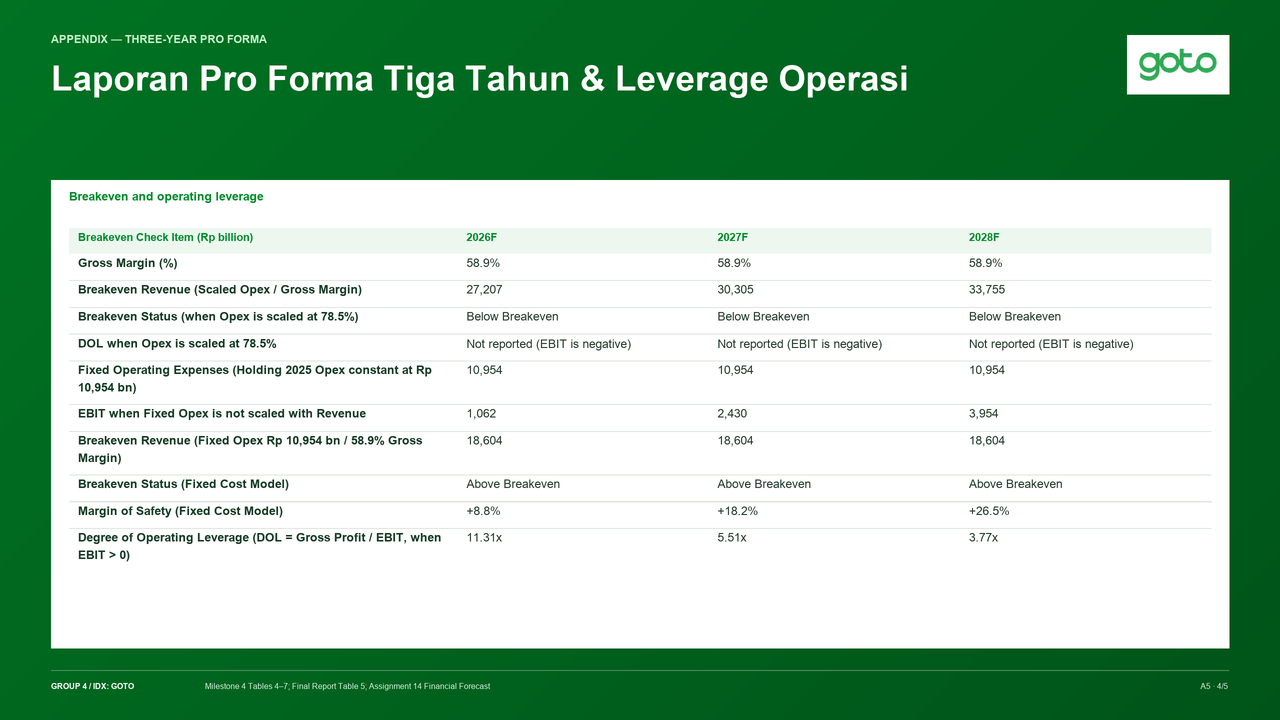 APPENDIX — THREE-YEAR PRO FORMA
Laporan Pro Forma Tiga Tahun & Leverage Operasi
goto
Breakeven and operating leverage
Breakeven Check Item (Rp billion) 2026F 2027F 2028F
Gross Margin (%) 58.9% 58.9% 58.9%
Breakeven Revenue (Scaled Opex / Gross Margin) 27,207 30,305 33,755
Breakeven Status (when Opex is scaled at 78.5%) Below Breakeven Below Breakeven Below Breakeven
DOL when Opex is scaled at 78.5% Not reported (EBIT is negative) Not reported (EBIT is negative) Not reported (EBIT is negative)
Fixed Operating Expenses (Holding 2025 Opex constant at Rp 10,954 10,954 10,954
10,954 bn)
EBIT when Fixed Opex is not scaled with Revenue 1,062 2,430 3,954
Breakeven Revenue (Fixed Opex Rp 10,954 bn / 58.9% Gross 18,604 18,604 18,604
Margin)
Breakeven Status (Fixed Cost Model) Above Breakeven Above Breakeven Above Breakeven
Margin of Safety (Fixed Cost Model) +8.8% +18.2% +26.5%
Degree of Operating Leverage (DOL = Gross Profit / EBIT, when 11.31x 5.51x 3.77x
EBIT > 0)
GROUP 4 / IDX: GOTO Milestone 4 Tables 4–7; Final Report Table 5; Assignment 14 Financial Forecast A5 · 4/5